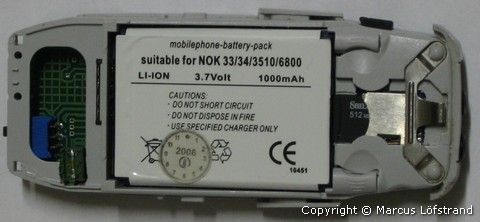 mobilephone-battery-pack
suitable for NOK 33/34/3510/6800
LI-ION 3.7Volt 1000mAh
CAUTIONS:
- DO NOT SHORT CIRCUIT
- DO NOT DISPOSE IN FIRE
- USE SPECIFIED CHARGER ONLY
2006
CE
16451
512
Copyright © Marcus Löfstrand